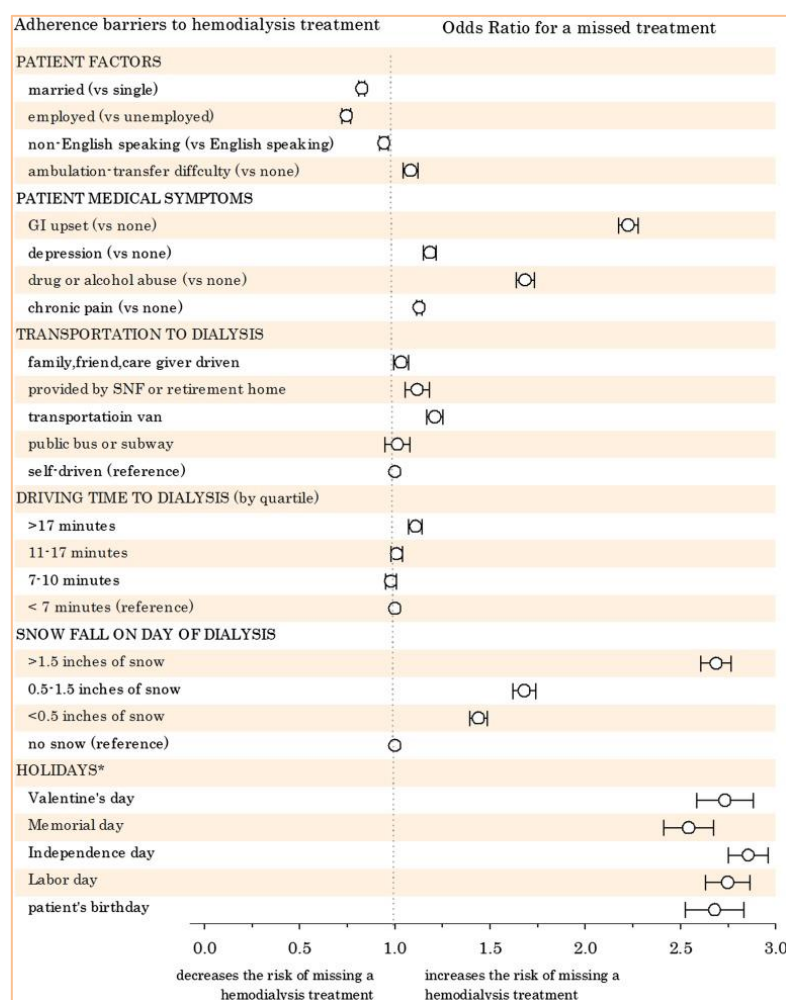 Adherence barriers to hemodialysis treatment
Odds Ratio for a missed treatment
PATIENT FACTORS
married (vs single)
employed (vs unemployed)
non-English speaking (vs English speaking)
ambulation-transfer diffculty (vs none)
PATIENT MEDICAL SYMPTOMS
GI upset (vs none)
depression (vs none)
drug or alcohol abuse (vs none)
chronic pain (vs none)
TRANSPORTATION TO DIALYSIS
family,friend,care giver driven
provided by SNF or retirement home
transportatioin van
public bus or subway
self-driven (reference)
DRIVING TIME TO DIALYSIS (by quartile)
>17 minutes
11-17 minutes
7-10 minutes
< 7 minutes (reference)
SNOW FALL ON DAY OF DIALYSIS
>1.5 inches of snow
0.5-1.5 inches of snow
<0.5 inches of snow
no snow (reference)
HOLIDAYS*
Valentine's day
Memorial day
Independence day
Labor day
patient's birthday
0.0 0.5 1.0 1.5 2.0 2.5 3.0
decreases the risk of missing a
hemodialysis treatment
increases the risk of missing a
hemodialysis treatment